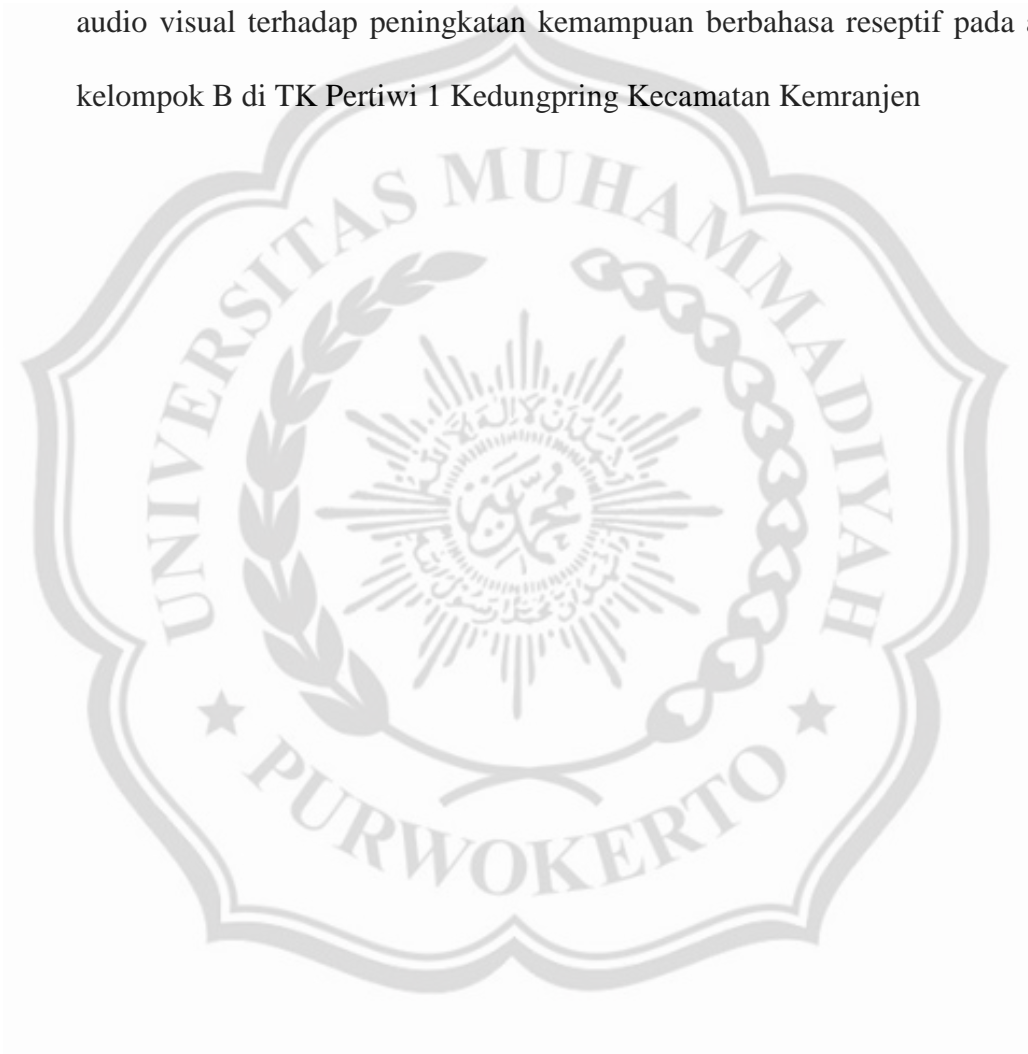 audio visual terhadap peningkatan kemampuan berbahasa reseptif pada
kelompok B di TK Pertiwi 1 Kedungpring Kecamatan Kemranjen
UNIVERSITAS MUHAMMADIYAH
PURWOKERTO